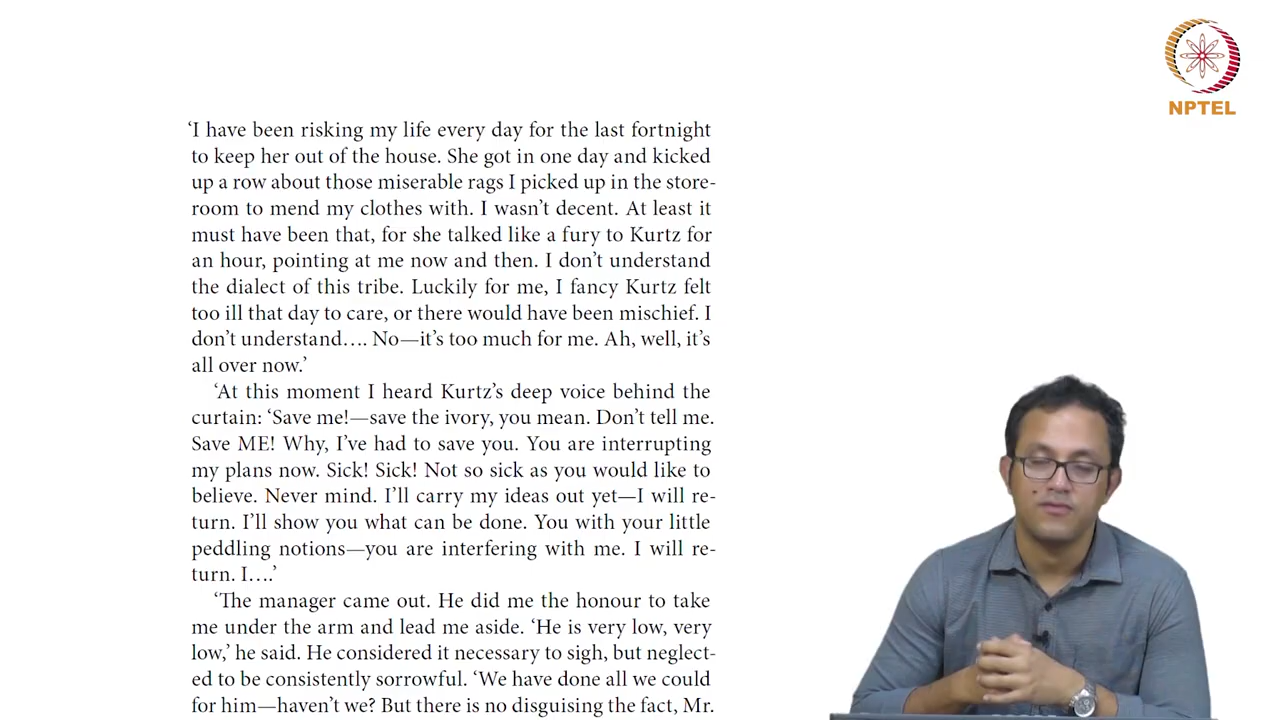 NPTEL
‘I have been risking my life every day for the last fortnight
to keep her out of the house. She got in one day and kicked
up a row about those miserable rags I picked up in the store-
room to mend my clothes with. I wasn’t decent. At least it
must have been that, for she talked like a fury to Kurtz for
an hour, pointing at me now and then. I don’t understand
the dialect of this tribe. Luckily for me, I fancy Kurtz felt
too ill that day to care, or there would have been mischief. I
don’t understand…. No—it’s too much for me. Ah, well, it’s
all over now.’
‘At this moment I heard Kurtz’s deep voice behind the
curtain: ‘Save me!—save the ivory, you mean. Don’t tell me.
Save ME! Why, I’ve had to save you. You are interrupting
my plans now. Sick! Sick! Not so sick as you would like to
believe. Never mind. I’ll carry my ideas out yet—I will re-
turn. I’ll show you what can be done. You with your little
peddling notions—you are interfering with me. I will re-
turn. I….’
‘The manager came out. He did me the honour to take
me under the arm and lead me aside. ‘He is very low, very
low,’ he said. He considered it necessary to sigh, but neglect-
ed to be consistently sorrowful. ‘We have done all we could
for him—haven’t we? But there is no disguising the fact, Mr.